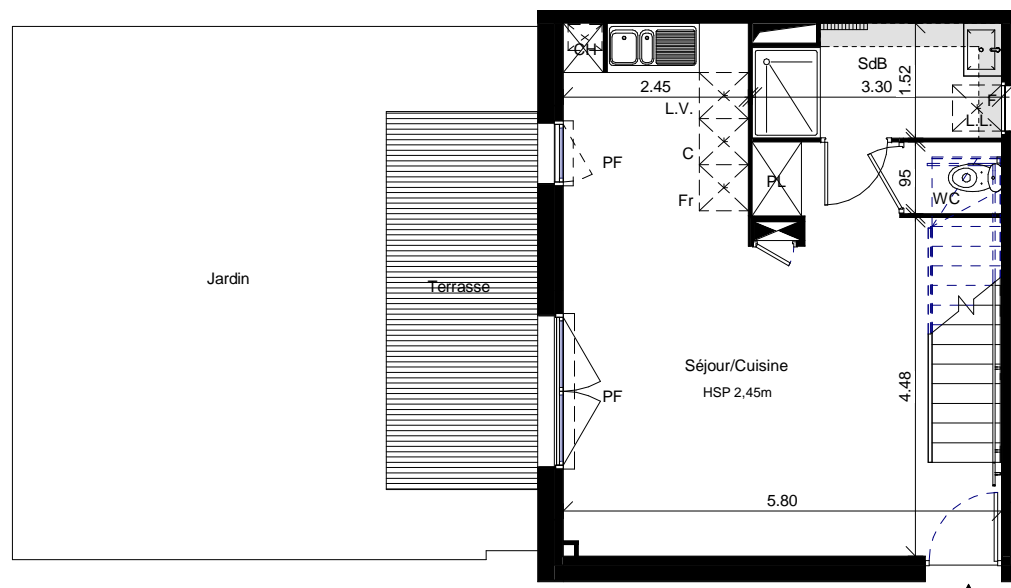 CH
SdB
2.45
3.30
1.52
L.V.
F
L.L.
C
PF
PL
95
WC
Fr
Jardin
Terrasse
Séjour/Cuisine
HSP 2,45m
4.48
PF
5.80